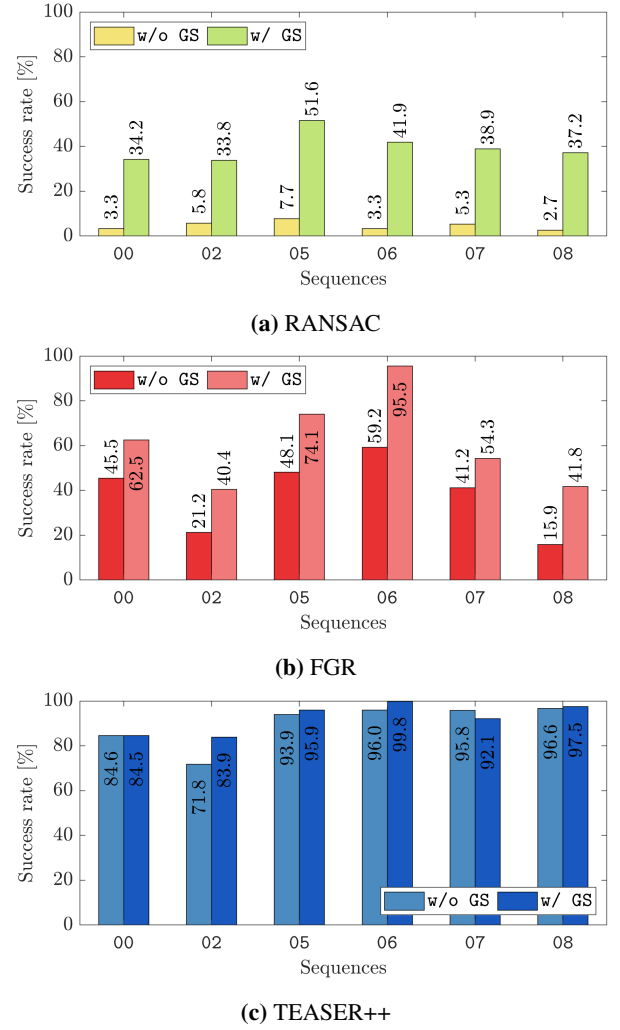 100
80
60
40
20
0
Success rate [%]
w/o GS w/ GS
3.3 34.2 5.8 33.8 7.7 51.6 3.3 41.9 5.3 38.9 2.7 37.2
00 02 05 06 07 08
Sequences
(a) RANSAC
100
80
60
40
20
0
Success rate [%]
w/o GS w/ GS
45.5 62.5 21.2 40.4 48.1 74.1 59.2 95.5 41.2 54.3 15.9 41.8
00 02 05 06 07 08
Sequences
(b) FGR
100
80
60
40
20
0
Success rate [%]
84.6 84.5 71.8 83.9 93.9 95.9 96.0 99.8 95.8 92.1 96.6 97.5
w/o GS w/ GS
00 02 05 06 07 08
Sequences
(c) TEASER++